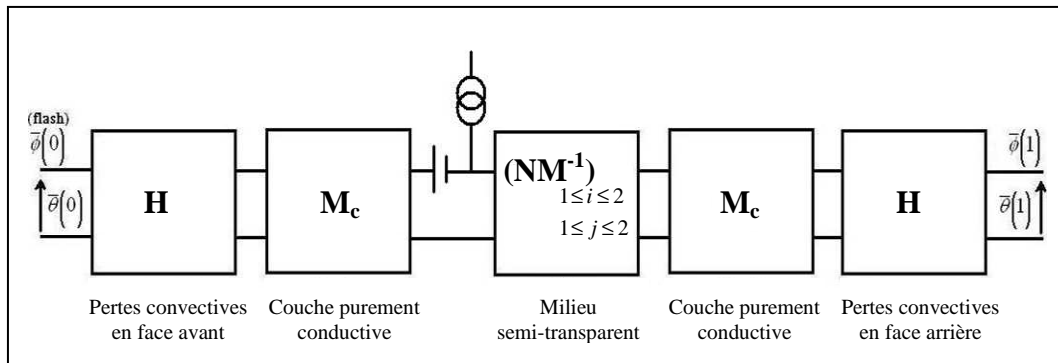 (flash)
ϕ̅(0)
θ̅(0)
H
M_c
(NM⁻¹)
1≤i≤2
1≤j≤2
M_c
H
ϕ̅(1)
θ̅(1)
Pertes convectives
en face avant
Couche purement
conductive
Milieu
semi-transparent
Couche purement
conductive
Pertes convectives
en face arrière